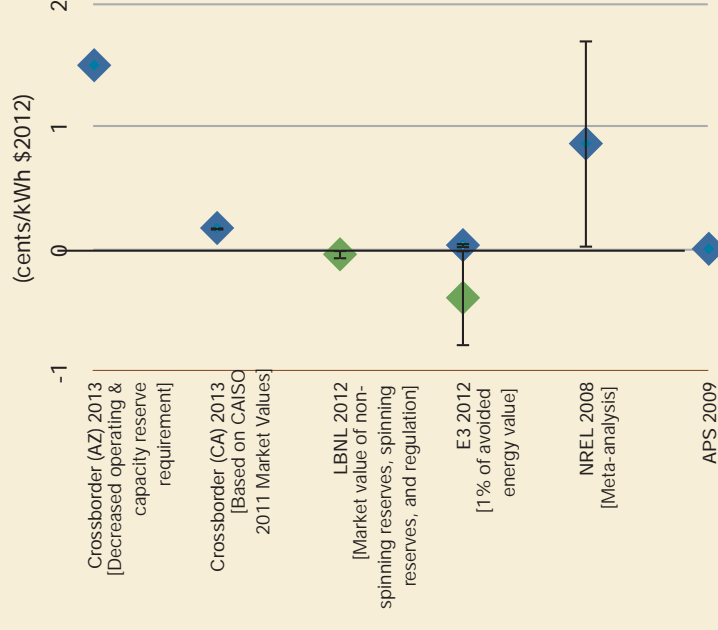 (cents/kWh $2012)
2
1
0
-1
Crossborder (AZ) 2013
[Decreased operating &
capacity reserve
requirement]
Crossborder (CA) 2013
[Based on CAISO
2011 Market Values]
LBNL 2012
[Market value of non-
spinning reserves, spinning
reserves, and regulation]
E3 2012
[1% of avoided
energy value]
NREL 2008
[Meta-analysis]
APS 2009